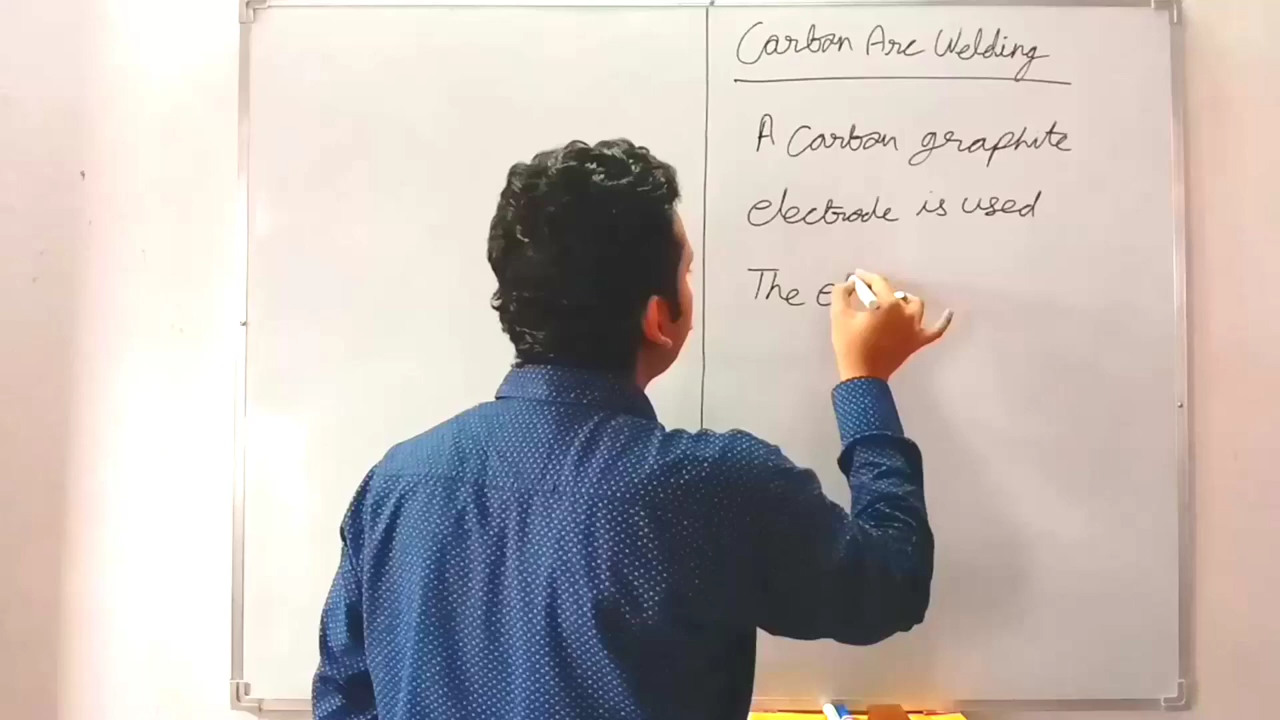 Carbon Arc Welding
A Carbon graphite
electrode is used
The